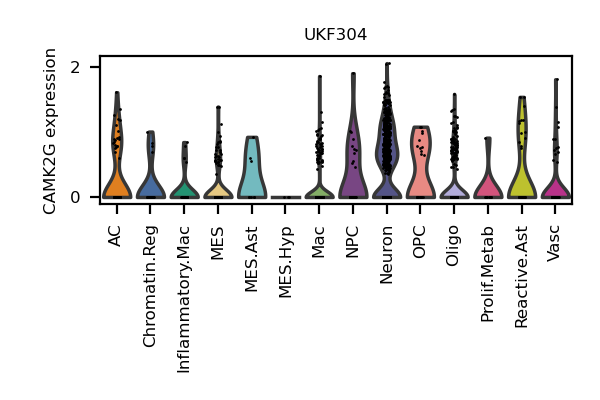 UKF304
CAMK2G expression
2
0
AC
Chromatin.Reg
Inflammatory.Mac
MES
MES.Ast
MES.Hyp
Mac
NPC
Neuron
OPC
Oligo
Prolif.Metab
Reactive.Ast
Vasc